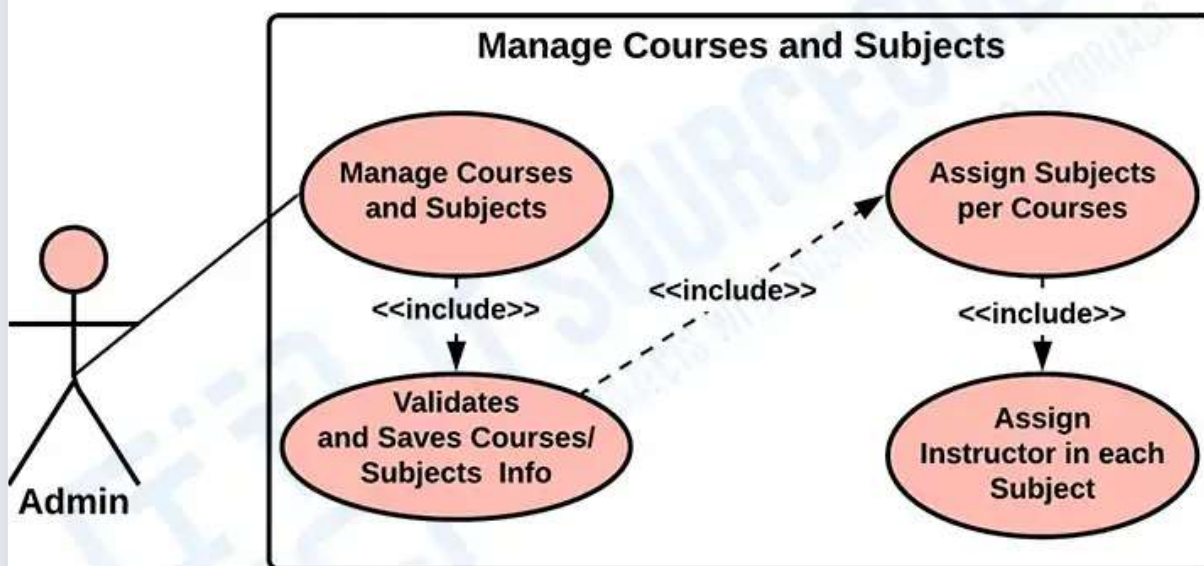 Manage Courses and Subjects
Manage Courses
and Subjects
Assign Subjects
per Courses
<<include>>
<<include>>
<<include>>
Validates
and Saves Courses/
Subjects Info
Assign
Instructor in each
Subject
Admin